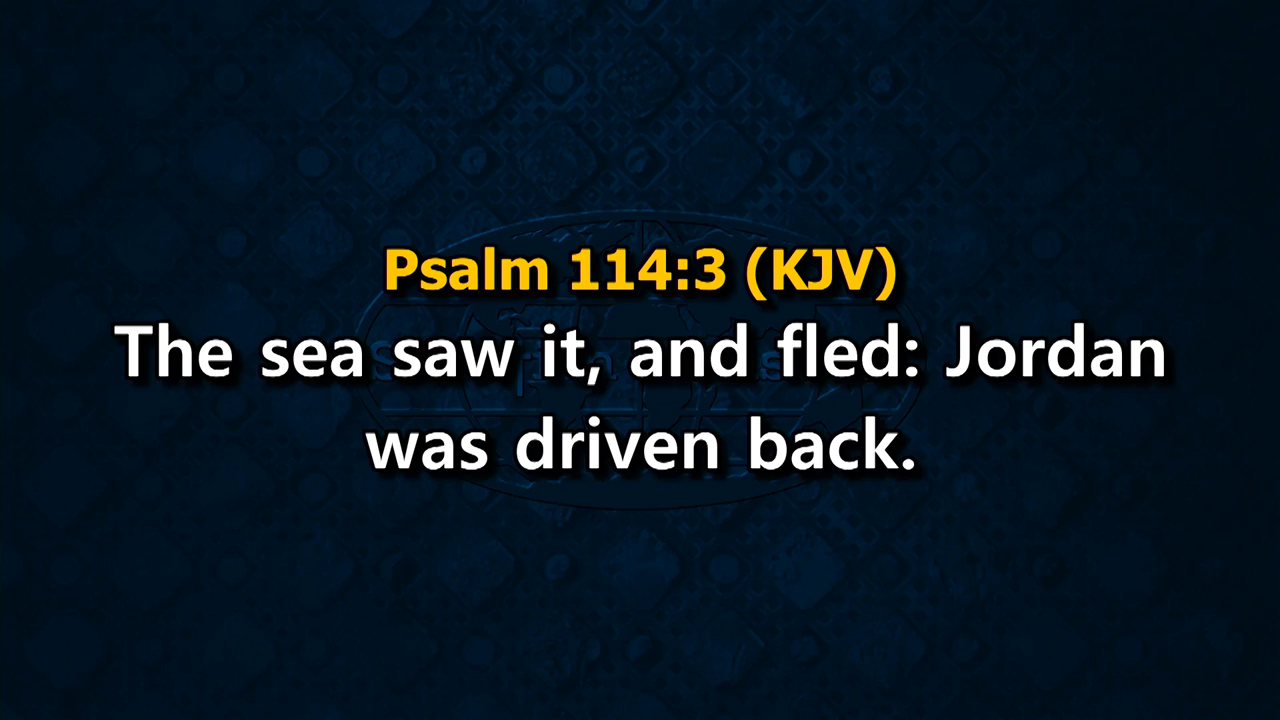 Psalm 114:3 (KJV)
The sea saw it, and fled: Jordan
was driven back.